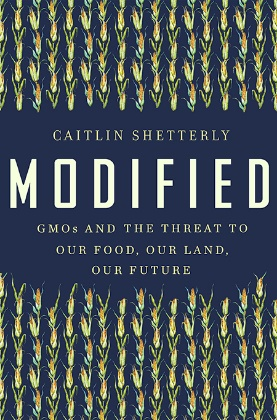 CAITLIN SHETTERLY
MODIFIED
GMOs AND THE THREAT TO
OUR FOOD, OUR LAND,
OUR FUTURE